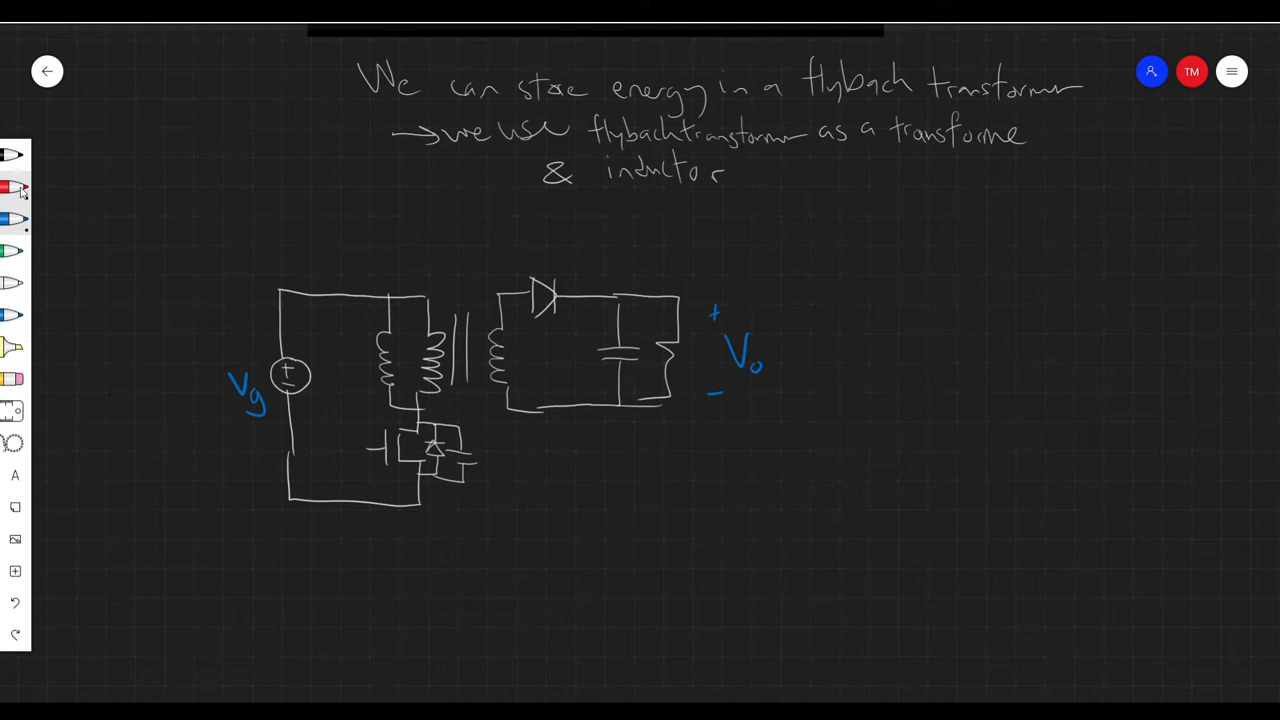 TM
We can store energy in a flyback transformer
→ we use flyback transformer as a transforme
& inductor
+
Vo
-
Vg
+
-
A